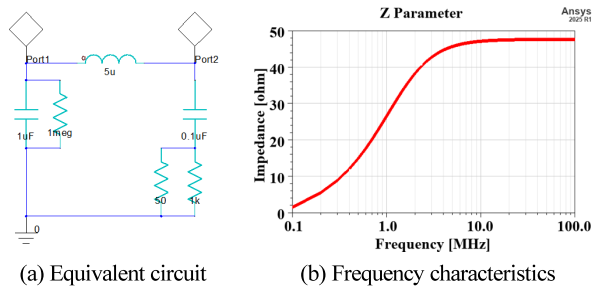 Port1
Port2
5u
1uF
1meg
0.1uF
50
1k
0
(a) Equivalent circuit
Ansys
2025 R1
Z Parameter
Impedance [ohm]
50
40
30
20
10
0
0.1
1.0
10.0
100.0
Frequency [MHz]
(b) Frequency characteristics